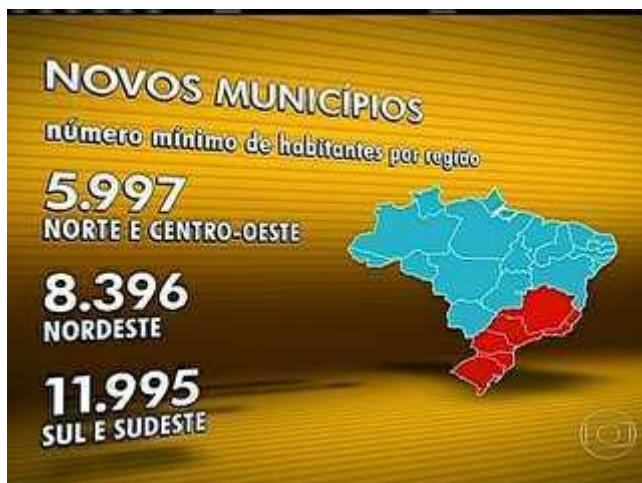 NOVOS MUNICÍPIOS
número mínimo de habitantes por região
5.997
NORTE E CENTRO-OESTE
8.396
NORDESTE
11.995
SUL E SUDESTE